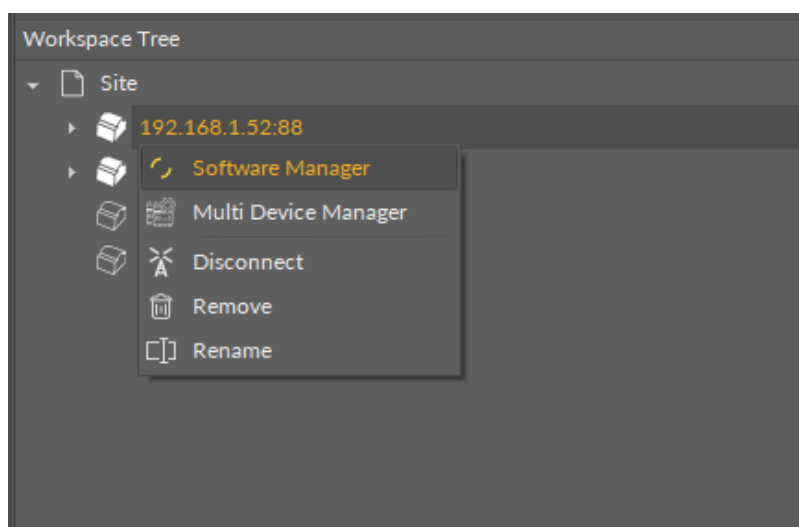 Workspace Tree
Site
192.168.1.52:88
Software Manager
Multi Device Manager
Disconnect
Remove
Rename